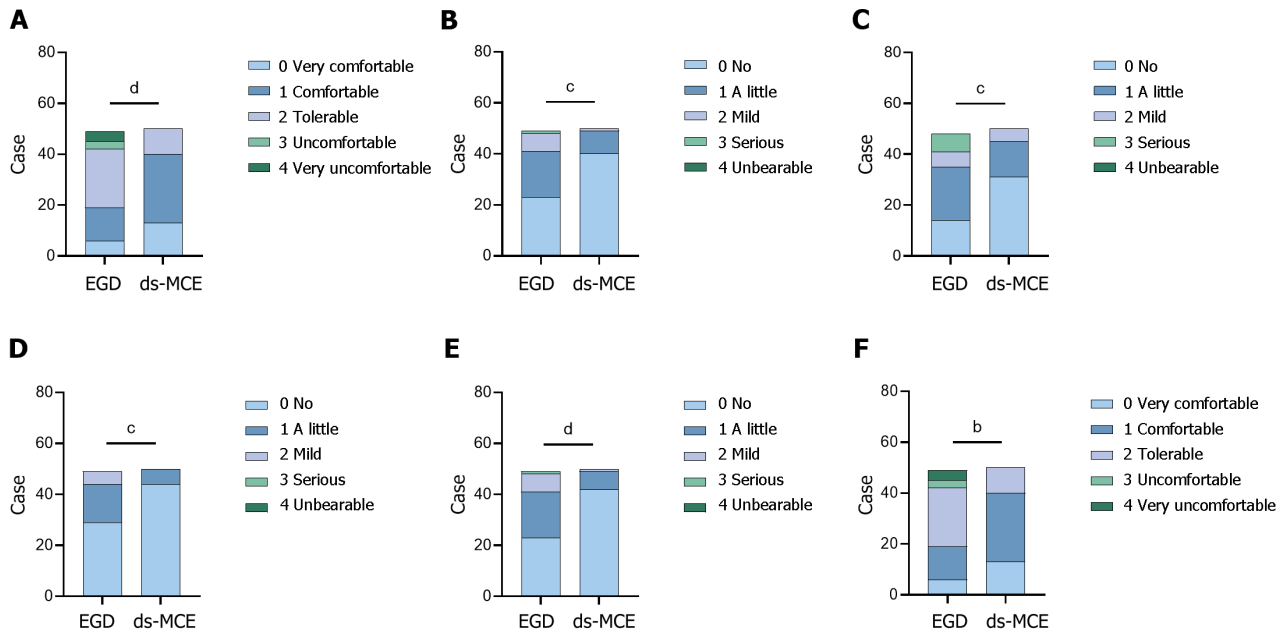 A
80
60
40
20
0
Case
d
EGD
ds-MCE
0 Very comfortable
1 Comfortable
2 Tolerable
3 Uncomfortable
4 Very uncomfortable
B
80
60
40
20
0
Case
c
EGD
ds-MCE
0 No
1 A little
2 Mild
3 Serious
4 Unbearable
C
80
60
40
20
0
Case
c
EGD
ds-MCE
0 No
1 A little
2 Mild
3 Serious
4 Unbearable
D
80
60
40
20
0
Case
c
EGD
ds-MCE
0 No
1 A little
2 Mild
3 Serious
4 Unbearable
E
80
60
40
20
0
Case
d
EGD
ds-MCE
0 No
1 A little
2 Mild
3 Serious
4 Unbearable
F
80
60
40
20
0
Case
b
EGD
ds-MCE
0 Very comfortable
1 Comfortable
2 Tolerable
3 Uncomfortable
4 Very uncomfortable